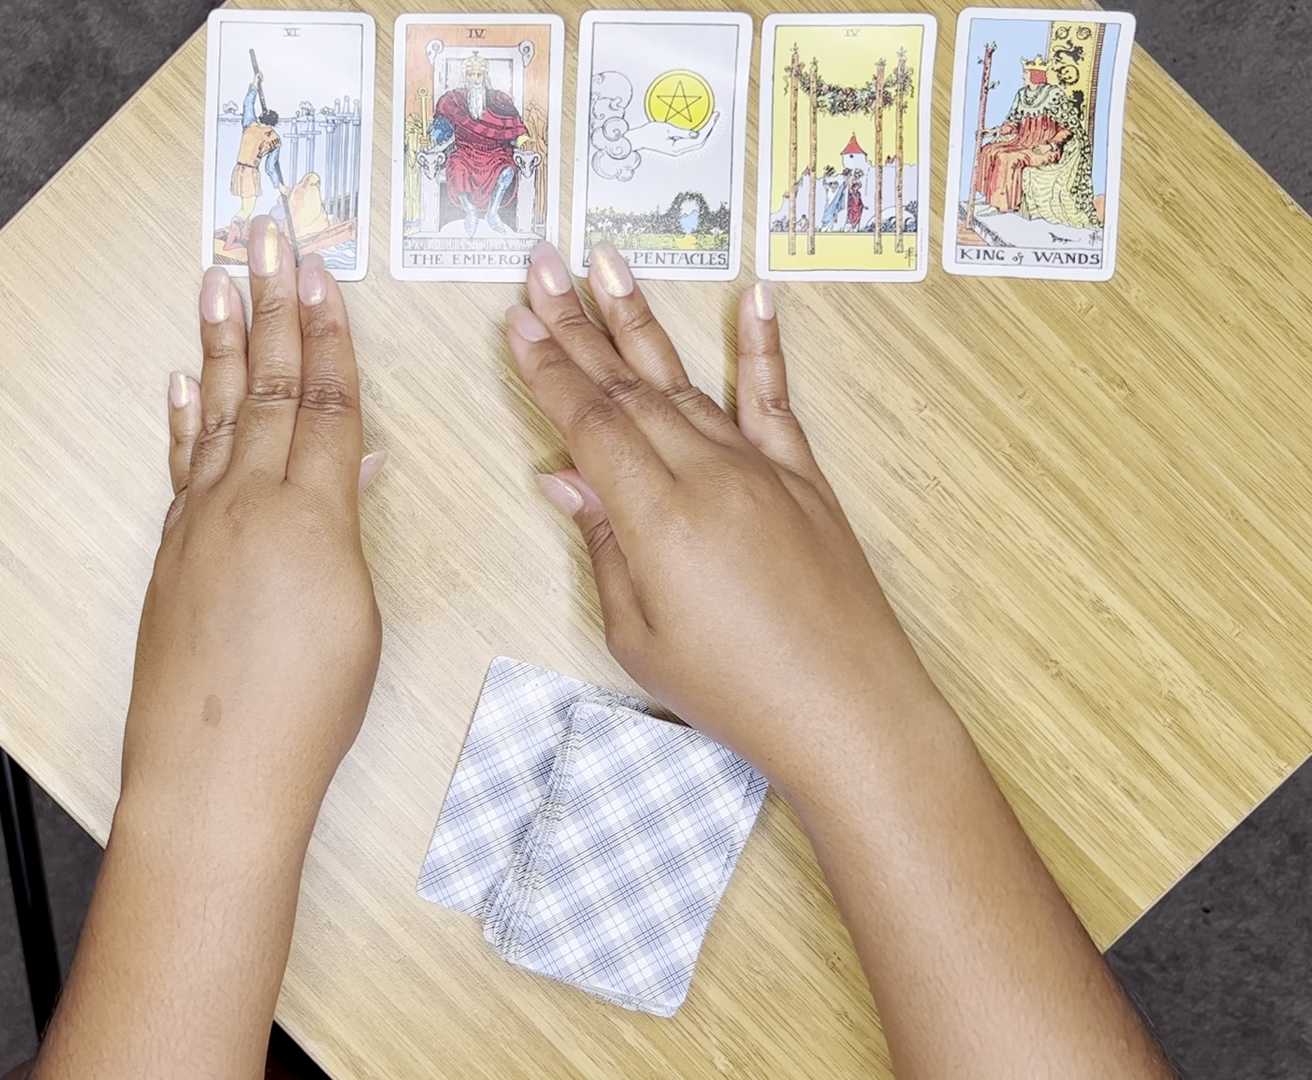 VI
IV
THE EMPEROR
PENTACLES
IV
KING of WANDS